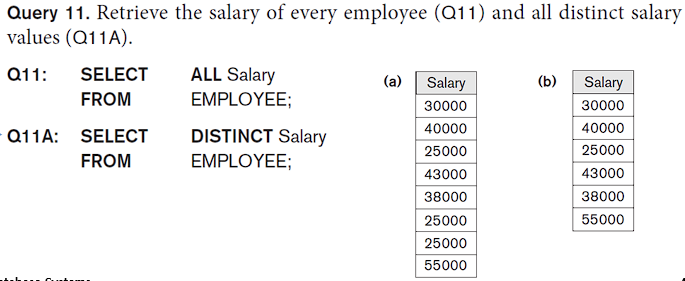 Query 11. Retrieve the salary of every employee (Q11) and all distinct salary
values (Q11A).
Q11: SELECT ALL Salary
FROM EMPLOYEE;
Q11A: SELECT DISTINCT Salary
FROM EMPLOYEE;
(a)
Salary
30000
40000
25000
43000
38000
25000
25000
55000
(b)
Salary
30000
40000
25000
43000
38000
55000